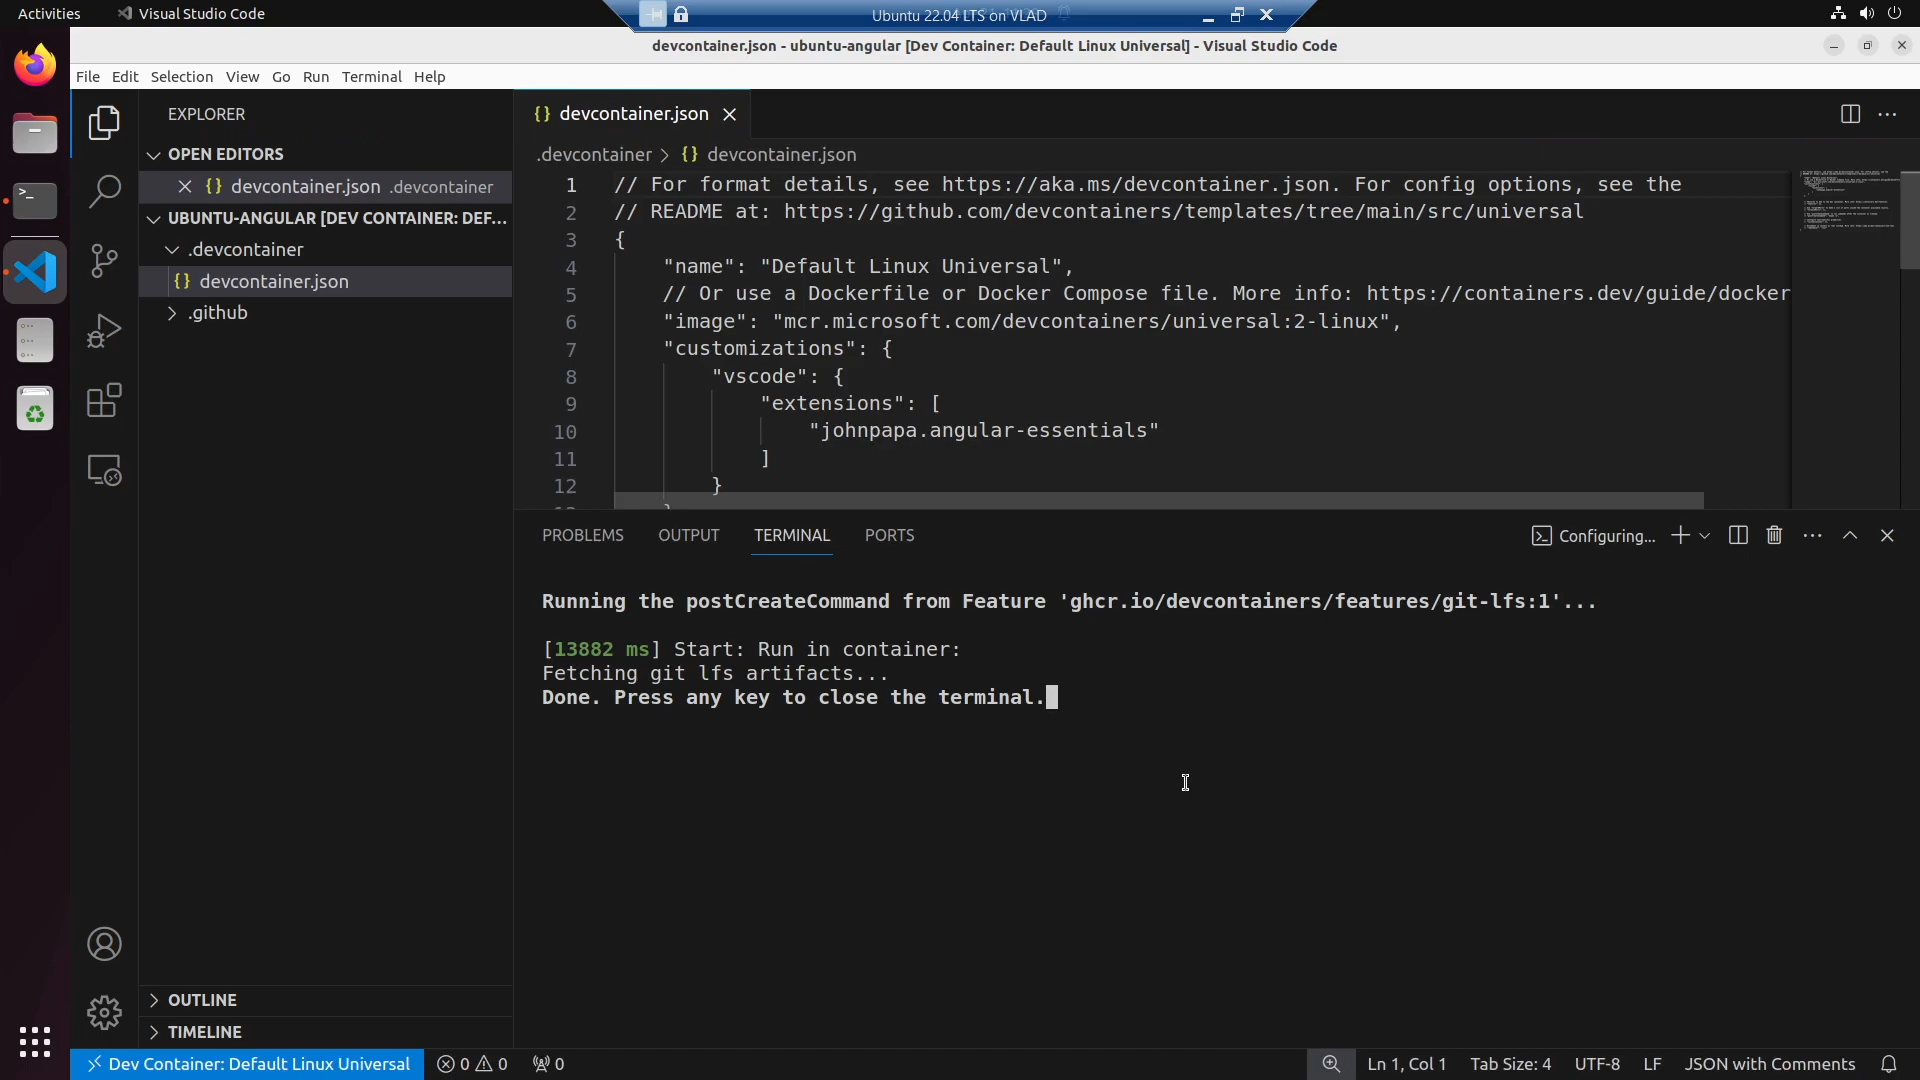 Activities
Visual Studio Code
Ubuntu 22.04 LTS on VLAD
devcontainer.json - ubuntu-angular [Dev Container: Default Linux Universal] - Visual Studio Code
File Edit Selection View Go Run Terminal Help
EXPLORER
OPEN EDITORS
{} devcontainer.json .devcontainer
UBUNTU-ANGULAR [DEV CONTAINER: DEF...
.devcontainer
{} devcontainer.json
.github
OUTLINE
TIMELINE
{} devcontainer.json
.devcontainer > {} devcontainer.json
1 // For format details, see https://aka.ms/devcontainer.json. For config options, see the
2 // README at: https://github.com/devcontainers/templates/tree/main/src/universal
3 {
4 "name": "Default Linux Universal",
5 // Or use a Dockerfile or Docker Compose file. More info: https://containers.dev/guide/docker
6 "image": "mcr.microsoft.com/devcontainers/universal:2-linux",
7 "customizations": {
8 "vscode": {
9 "extensions": [
10 "johnpapa.angular-essentials"
11 ]
12 }
PROBLEMS OUTPUT TERMINAL PORTS
Configuring...
Running the postCreateCommand from Feature 'ghcr.io/devcontainers/features/git-lfs:1'...
[13882 ms] Start: Run in container:
Fetching git lfs artifacts...
Done. Press any key to close the terminal.
Dev Container: Default Linux Universal
0 0
0
Ln 1, Col 1
Tab Size: 4
UTF-8
LF
JSON with Comments